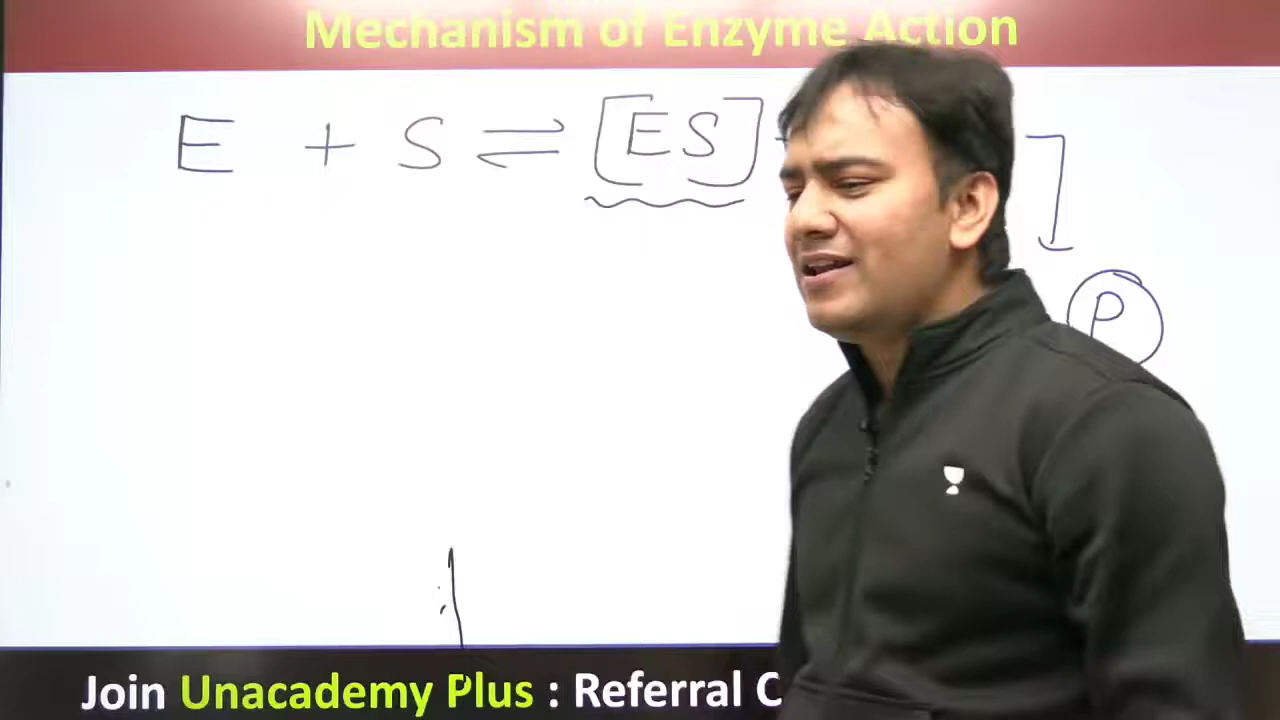 Mechanism of Enzyme Action
E + S ⇌ [ES]
P
Join Unacademy Plus : Referral C